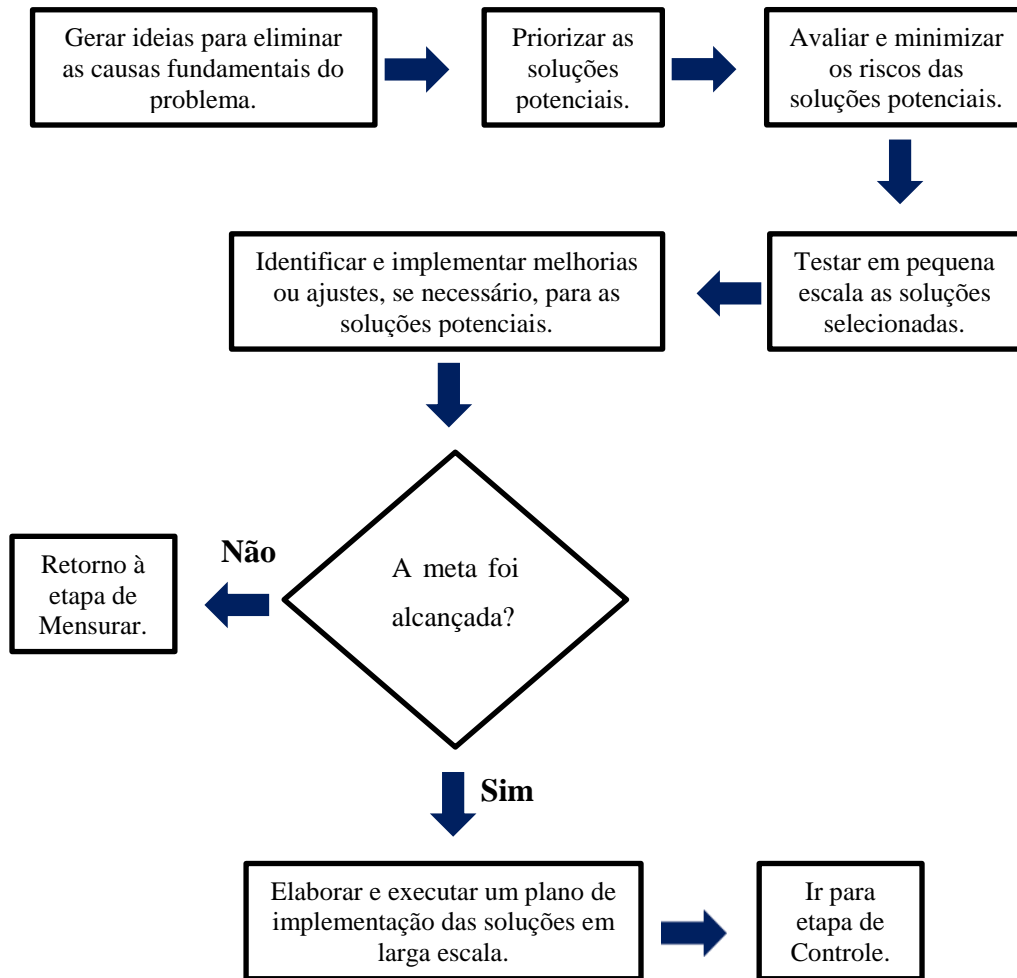 Gerar ideias para eliminar
as causas fundamentais do
problema.
Priorizar as
soluções
potenciais.
Avaliar e minimizar
os riscos das
soluções potenciais.
Testar em pequena
escala as soluções
selecionadas.
Identificar e implementar melhorias
ou ajustes, se necessário, para as
soluções potenciais.
A meta foi
alcançada?
Não
Retorno à
etapa de
Mensurar.
Sim
Elaborar e executar um plano de
implementação das soluções em
larga escala.
Ir para
etapa de
Controle.